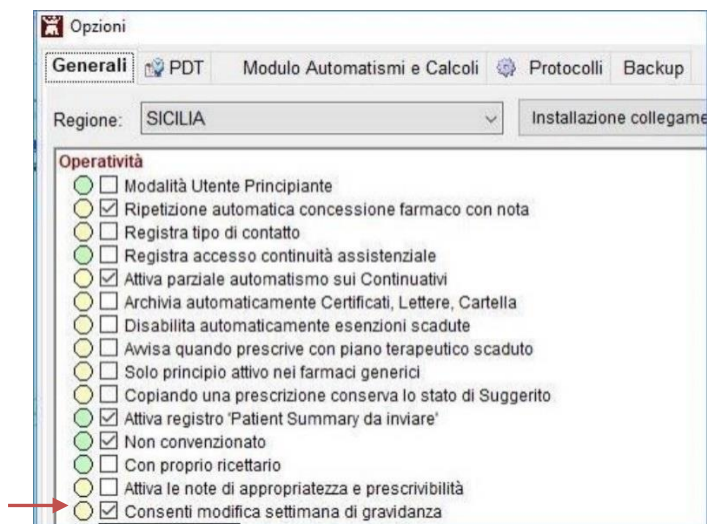 Opzioni
Generali PDT Modulo Automatismi e Calcoli Protocolli Backup
Regione: SICILIA Installazione collegame
Operatività
Modalità Utente Principiante
Ripetizione automatica concessione farmaco con nota
Registra tipo di contatto
Registra accesso continuità assistenziale
Attiva parziale automatismo sui Continuativi
Archivia automaticamente Certificati, Lettere, Cartella
Disabilita automaticamente esenzioni scadute
Avvisa quando prescrive con piano terapeutico scaduto
Solo principio attivo nei farmaci generici
Copiando una prescrizione conserva lo stato di Suggerito
Attiva registro 'Patient Summary da inviare'
Non convenzionato
Con proprio ricettario
Attiva le note di appropriatezza e prescrivibilità
Consenti modifica settimana di gravidanza